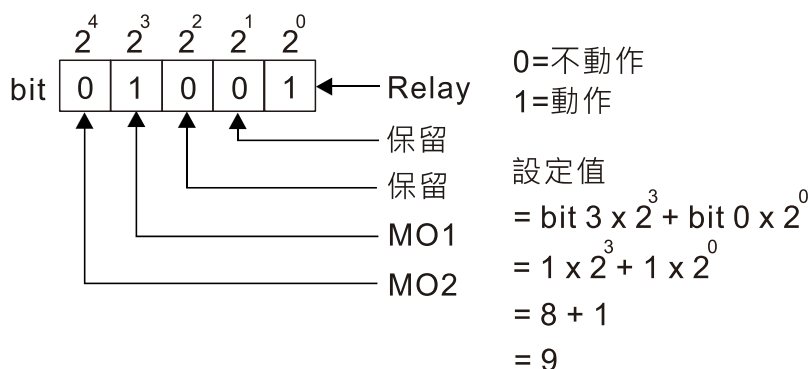 2⁴ 2³ 2² 2¹ 2⁰
bit 0 1 0 0 1 Relay
保留
保留
MO1
MO2
0=不動作
1=動作
設定值
= bit 3 x 2³ + bit 0 x 2⁰
= 1 x 2³ + 1 x 2⁰
= 8 + 1
= 9